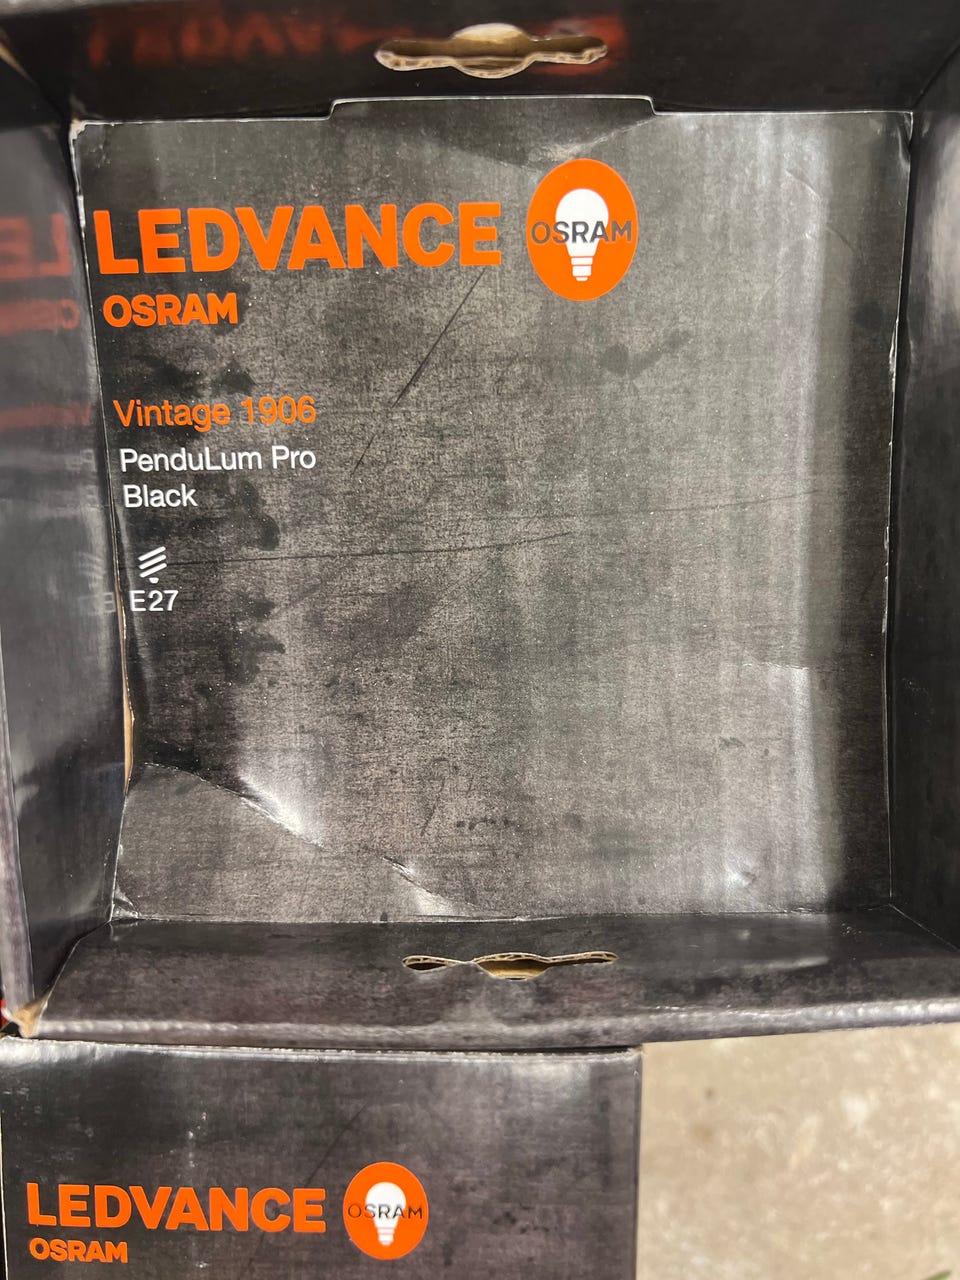 LEDVANCE
OSRAM
OSRAM
Vintage 1906
PenduLum Pro
Black
E27
LEDVANCE
OSRAM
OSRAM